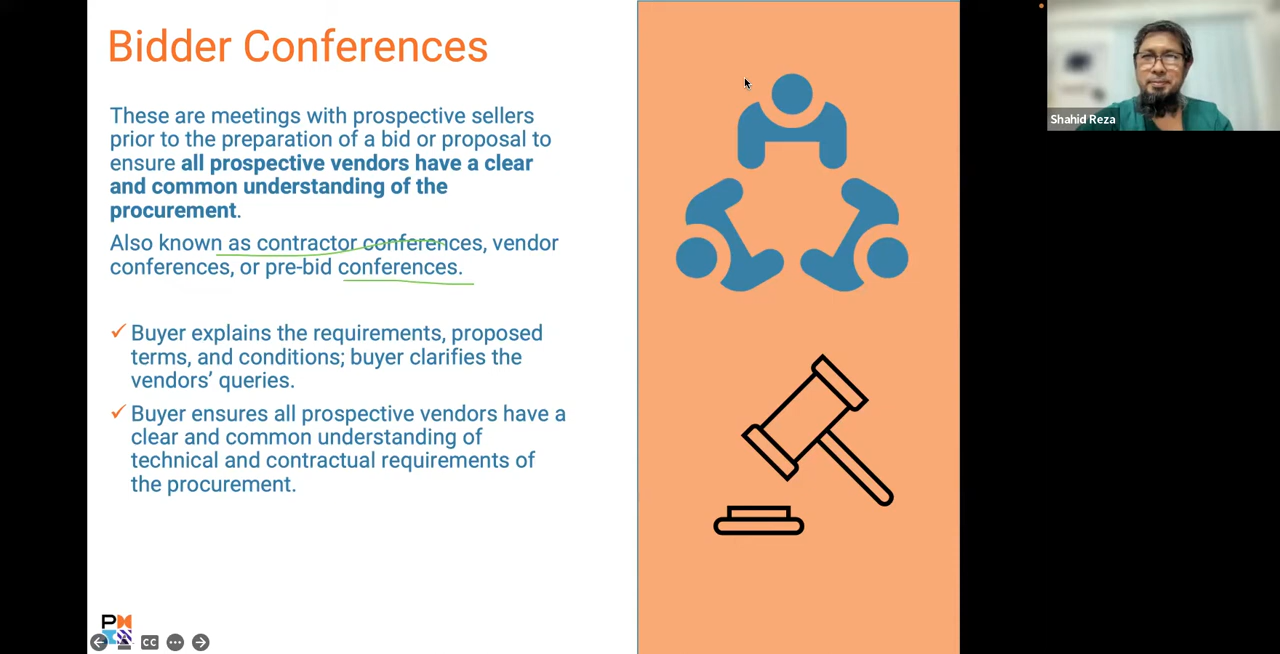 Bidder Conferences
These are meetings with prospective sellers
prior to the preparation of a bid or proposal to
ensure all prospective vendors have a clear
and common understanding of the
procurement.
Also known as contractor conferences, vendor
conferences, or pre-bid conferences.
✓ Buyer explains the requirements, proposed
terms, and conditions; buyer clarifies the
vendors’ queries.
✓ Buyer ensures all prospective vendors have a
clear and common understanding of
technical and contractual requirements of
the procurement.
CC
Shahid Reza